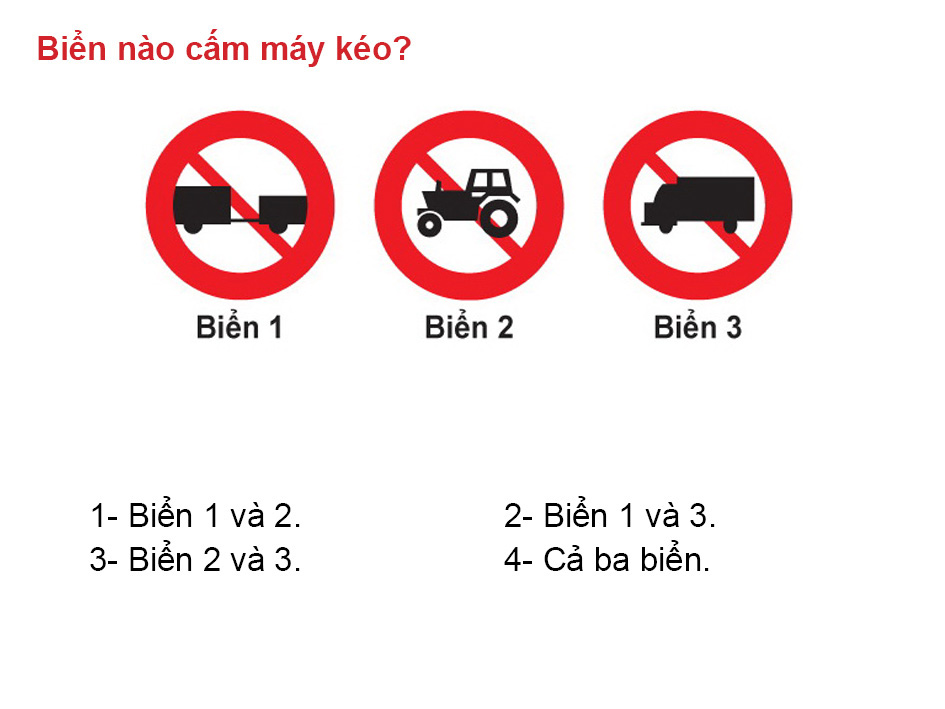 Biển nào cấm máy kéo?
Biển 1 Biển 2 Biển 3
1- Biển 1 và 2. 2- Biển 1 và 3.
3- Biển 2 và 3. 4- Cả ba biển.